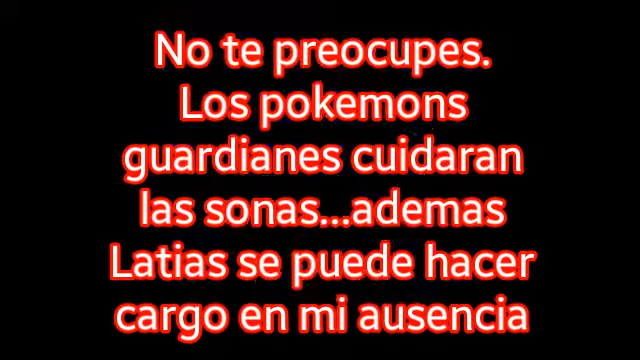 No te preocupes.
Los pokemons
guardianes cuidaran
las sonas...ademas
Latias se puede hacer
cargo en mi ausencia